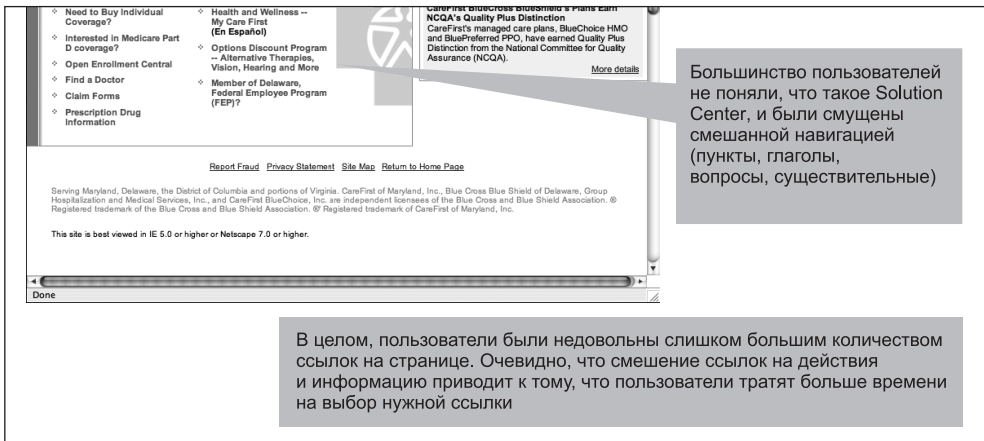 Need to Buy Individual
Coverage?
Interested in Medicare Part
D coverage?
Open Enrollment Central
Find a Doctor
Claim Forms
Prescription Drug
Information
Health and Wellness --
My Care First
(En Español)
Options Discount Program
-- Alternative Therapies,
Vision, Hearing and More
Member of Delaware,
Federal Employee Program
(FEP)?
CareFirst BlueCross BlueShield's Plans Earn
NCQA's Quality Plus Distinction
CareFirst's managed care plans, BlueChoice HMO
and BluePreferred PPO, have earned Quality Plus
Distinction from the National Committee for Quality
Assurance (NCQA).
More details
Большинство пользователей
не поняли, что такое Solution
Center, и были смущены
смешанной навигацией
(пункты, глаголы,
вопросы, существительные)
Report Fraud Privacy Statement Site Map Return to Home Page
Serving Maryland, Delaware, the District of Columbia and portions of Virginia. CareFirst of Maryland, Inc., Blue Cross Blue Shield of Delaware, Group
Hospitalization and Medical Services, Inc., and CareFirst BlueChoice, Inc. are independent licensees of the Blue Cross and Blue Shield Association. ®
Registered trademark of the Blue Cross and Blue Shield Association. ®' Registered trademark of CareFirst of Maryland, Inc.
This site is best viewed in IE 5.0 or higher or Netscape 7.0 or higher.
Done
В целом, пользователи были недовольны слишком большим количеством
ссылок на странице. Очевидно, что смешение ссылок на действия
и информацию приводит к тому, что пользователи тратят больше времени
на выбор нужной ссылки